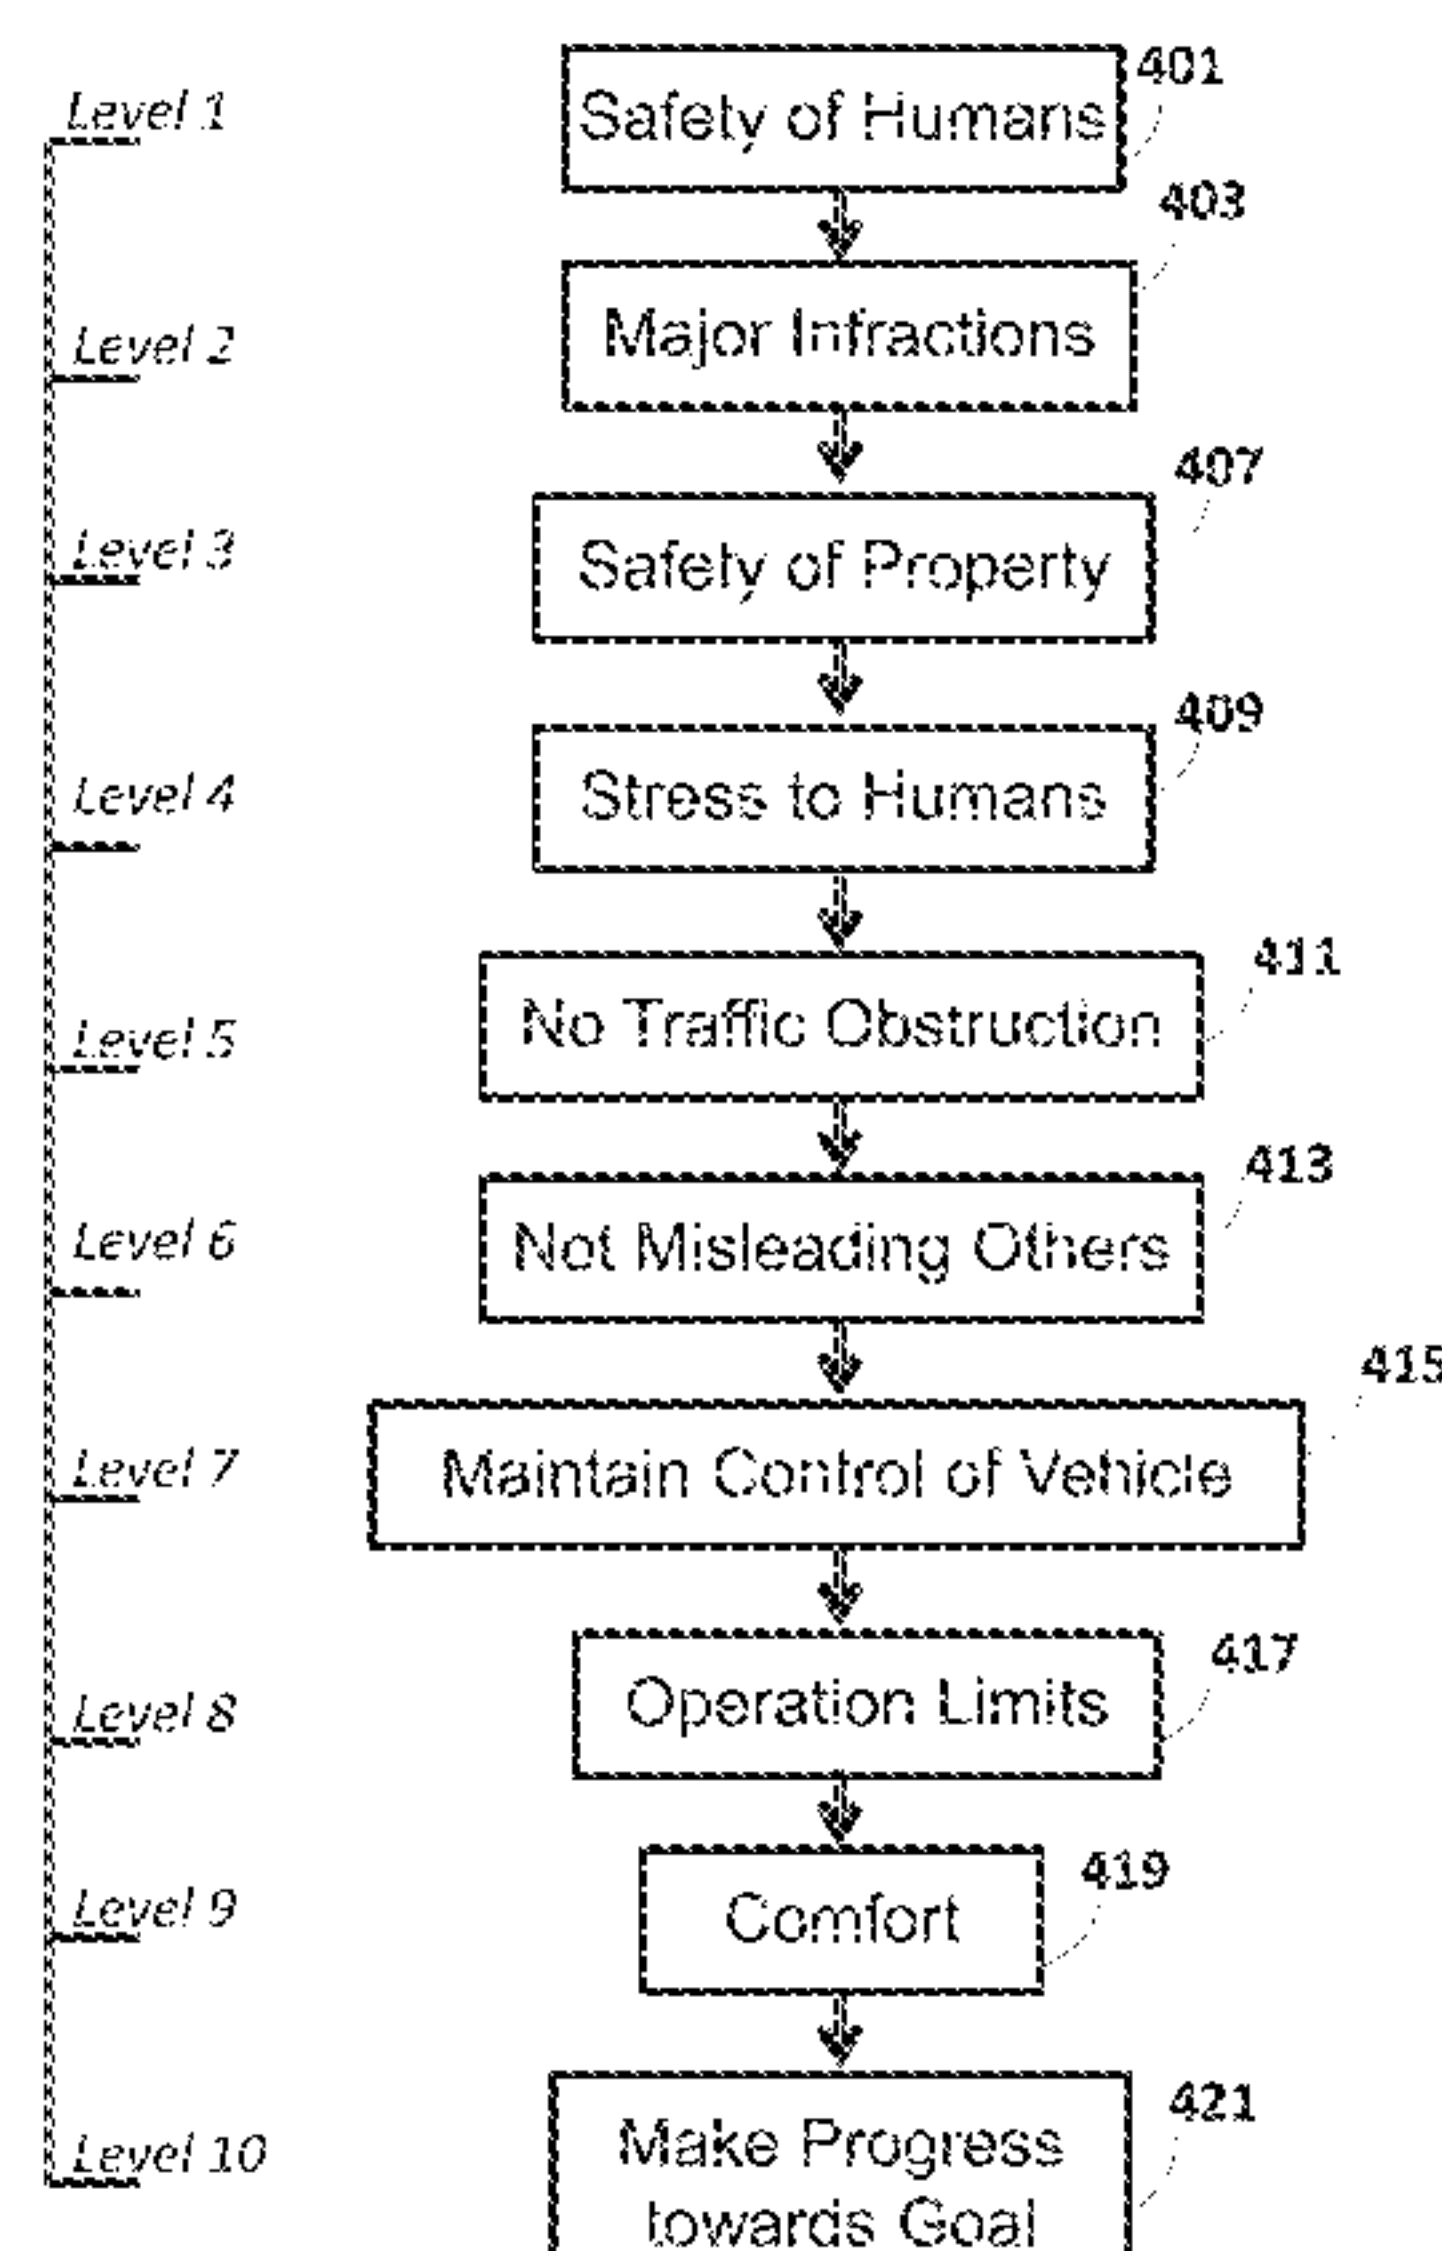 401
Level 1
Safety of Humans
403
Level 2
Major Infractions
407
Level 3
Safety of Property
409
Level 4
Stress to Humans
411
Level 5
No Traffic Obstruction
413
Level 6
Not Misleading Others
415
Level 7
Maintain Control of Vehicle
417
Level 8
Operation Limits
419
Level 9
Comfort
421
Level 10
Make Progress
towards Goal